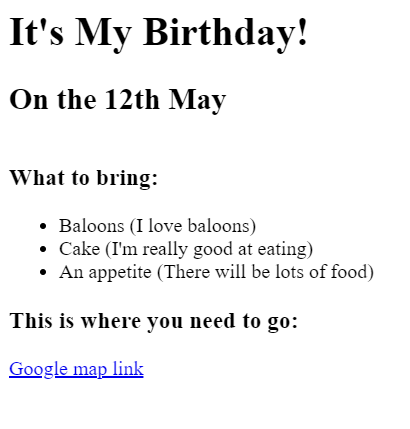 It's My Birthday!
On the 12th May
What to bring:
Baloons (I love baloons)
Cake (I'm really good at eating)
An appetite (There will be lots of food)
This is where you need to go:
Google map link